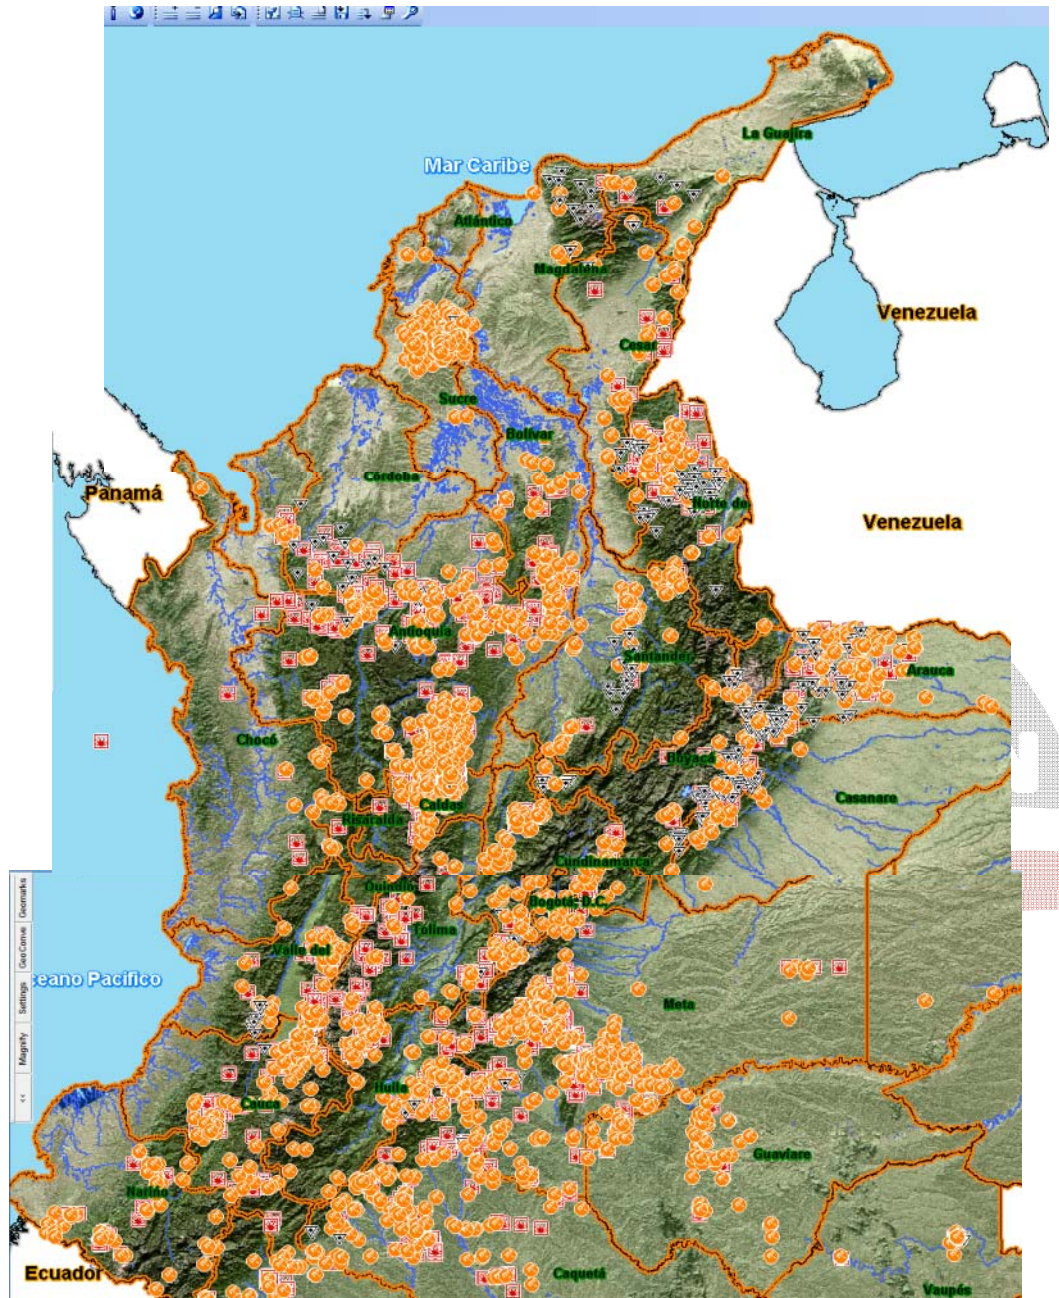 La Guajira
Mar Caribe
Atlántico
Magdalena
Venezuela
Cesar
Sucre
Bolívar
Córdoba
Panamá
Norte de
Venezuela
Antioquia
Santander
Arauca
Chocó
Boyacá
Casanare
Caldas
Risaralda
Cundinamarca
Quindío
Bogotá, D.C.
Tolima
Valle del
ceano Pacífico
Meta
Huila
Cauca
Guaviare
Nariño
Ecuador
Caquetá
Vaupés
Geomarks
GeoConve
Settings
Magnify
<<